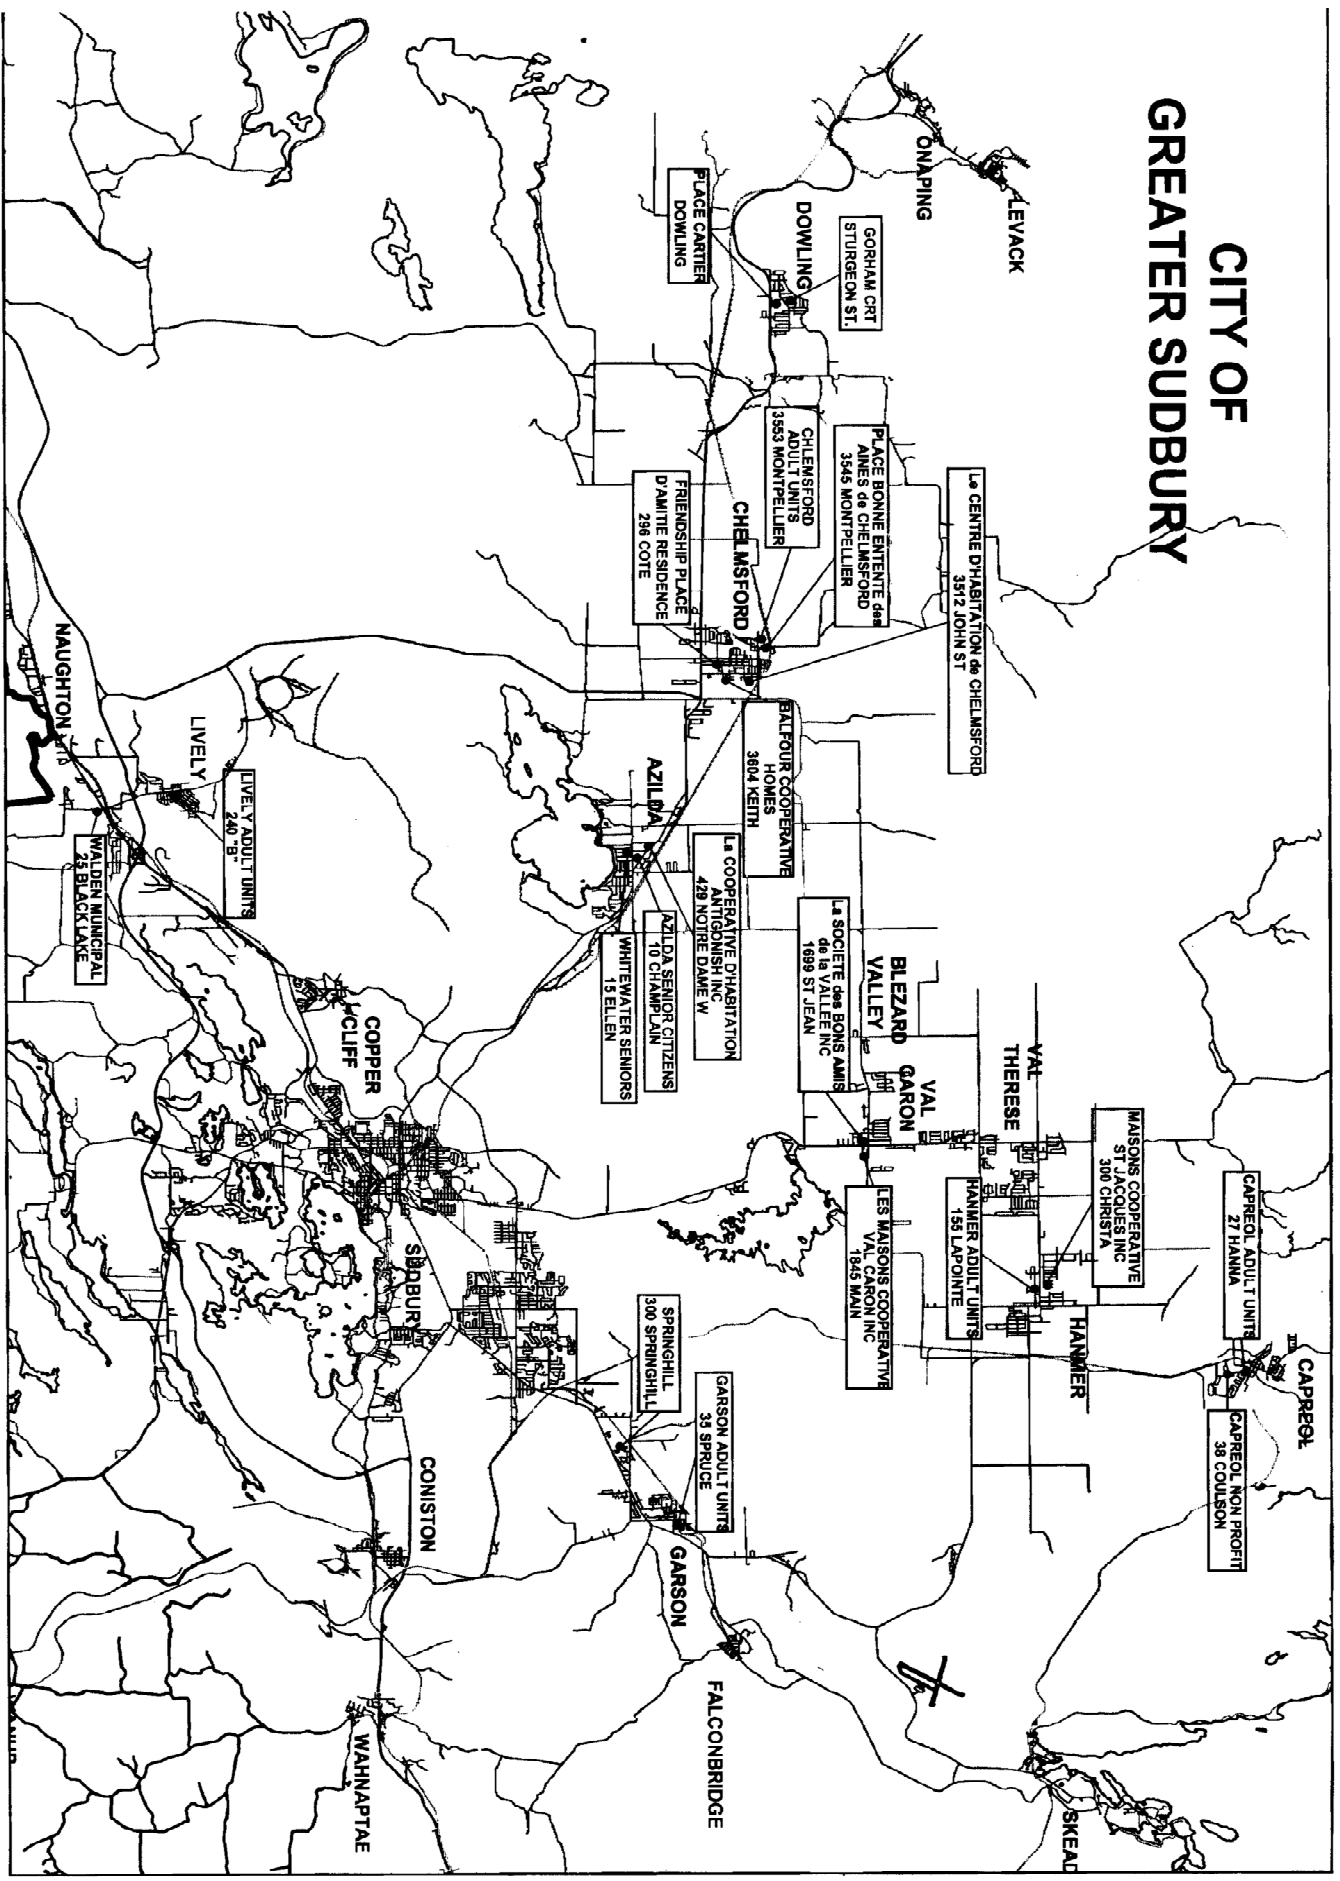 CITY OF
GREATER SUDBURY
LEVACK
ONAPING
GORHAM CRT
STURGEON ST.
DOWLING
PLACE CARTIER
DOWLING
Le CENTRE D'HABITATION de CHELMSFORD
3512 JOHN ST
PLACE BONNE ENTENTE des
AINES de CHELMSFORD
3545 MONTPELLIER
CHLEMSFORD
ADULT UNITS
3553 MONTPELLIER
CHELMSFORD
FRIENDSHIP PLACE
D'AMITIE RESIDENCE
296 COTE
BALFOUR COOPERATIVE
HOMES
3604 KEITH
AZILDA
La COOPERATIVE D'HABITATION
ANTIGONISH INC
429 NOTRE DAME W
AZILDA SENIOR CITIZENS
10 CHAMPLAIN
WHITEWATER SENIORS
15 ELLEN
NAUGHTON
LIVELY
LIVELY ADULT UNITS
240 "B"
WALDEN MUMICIPAL
25 BLACK LAKE
COPPER
CLIFF
La SOCIETE des BONS AMIS
de la VALLEE INC
1699 ST JEAN
BLEZARD
VALLEY
VAL
CARON
VAL
THERESE
MAISONS COOPERATIVE
ST JACQUES INC
300 CHRISTA
HANMER ADULT UNITS
155 LAPOINTE
LES MAISONS COOPERATIVE
VAL CARON INC
1845 MAIN
CAPREOL ADULT UNITS
27 HANNA
CAPREOL
CAPREOL NON PROFIT
38 COULSON
HANMER
SUDBURY
SPRINGHILL
300 SPRINGHILL
GARSON ADULT UNITS
35 SPRUCE
GARSON
CONISTON
FALCONBRIDGE
WAHNAPTAE
SKEAD